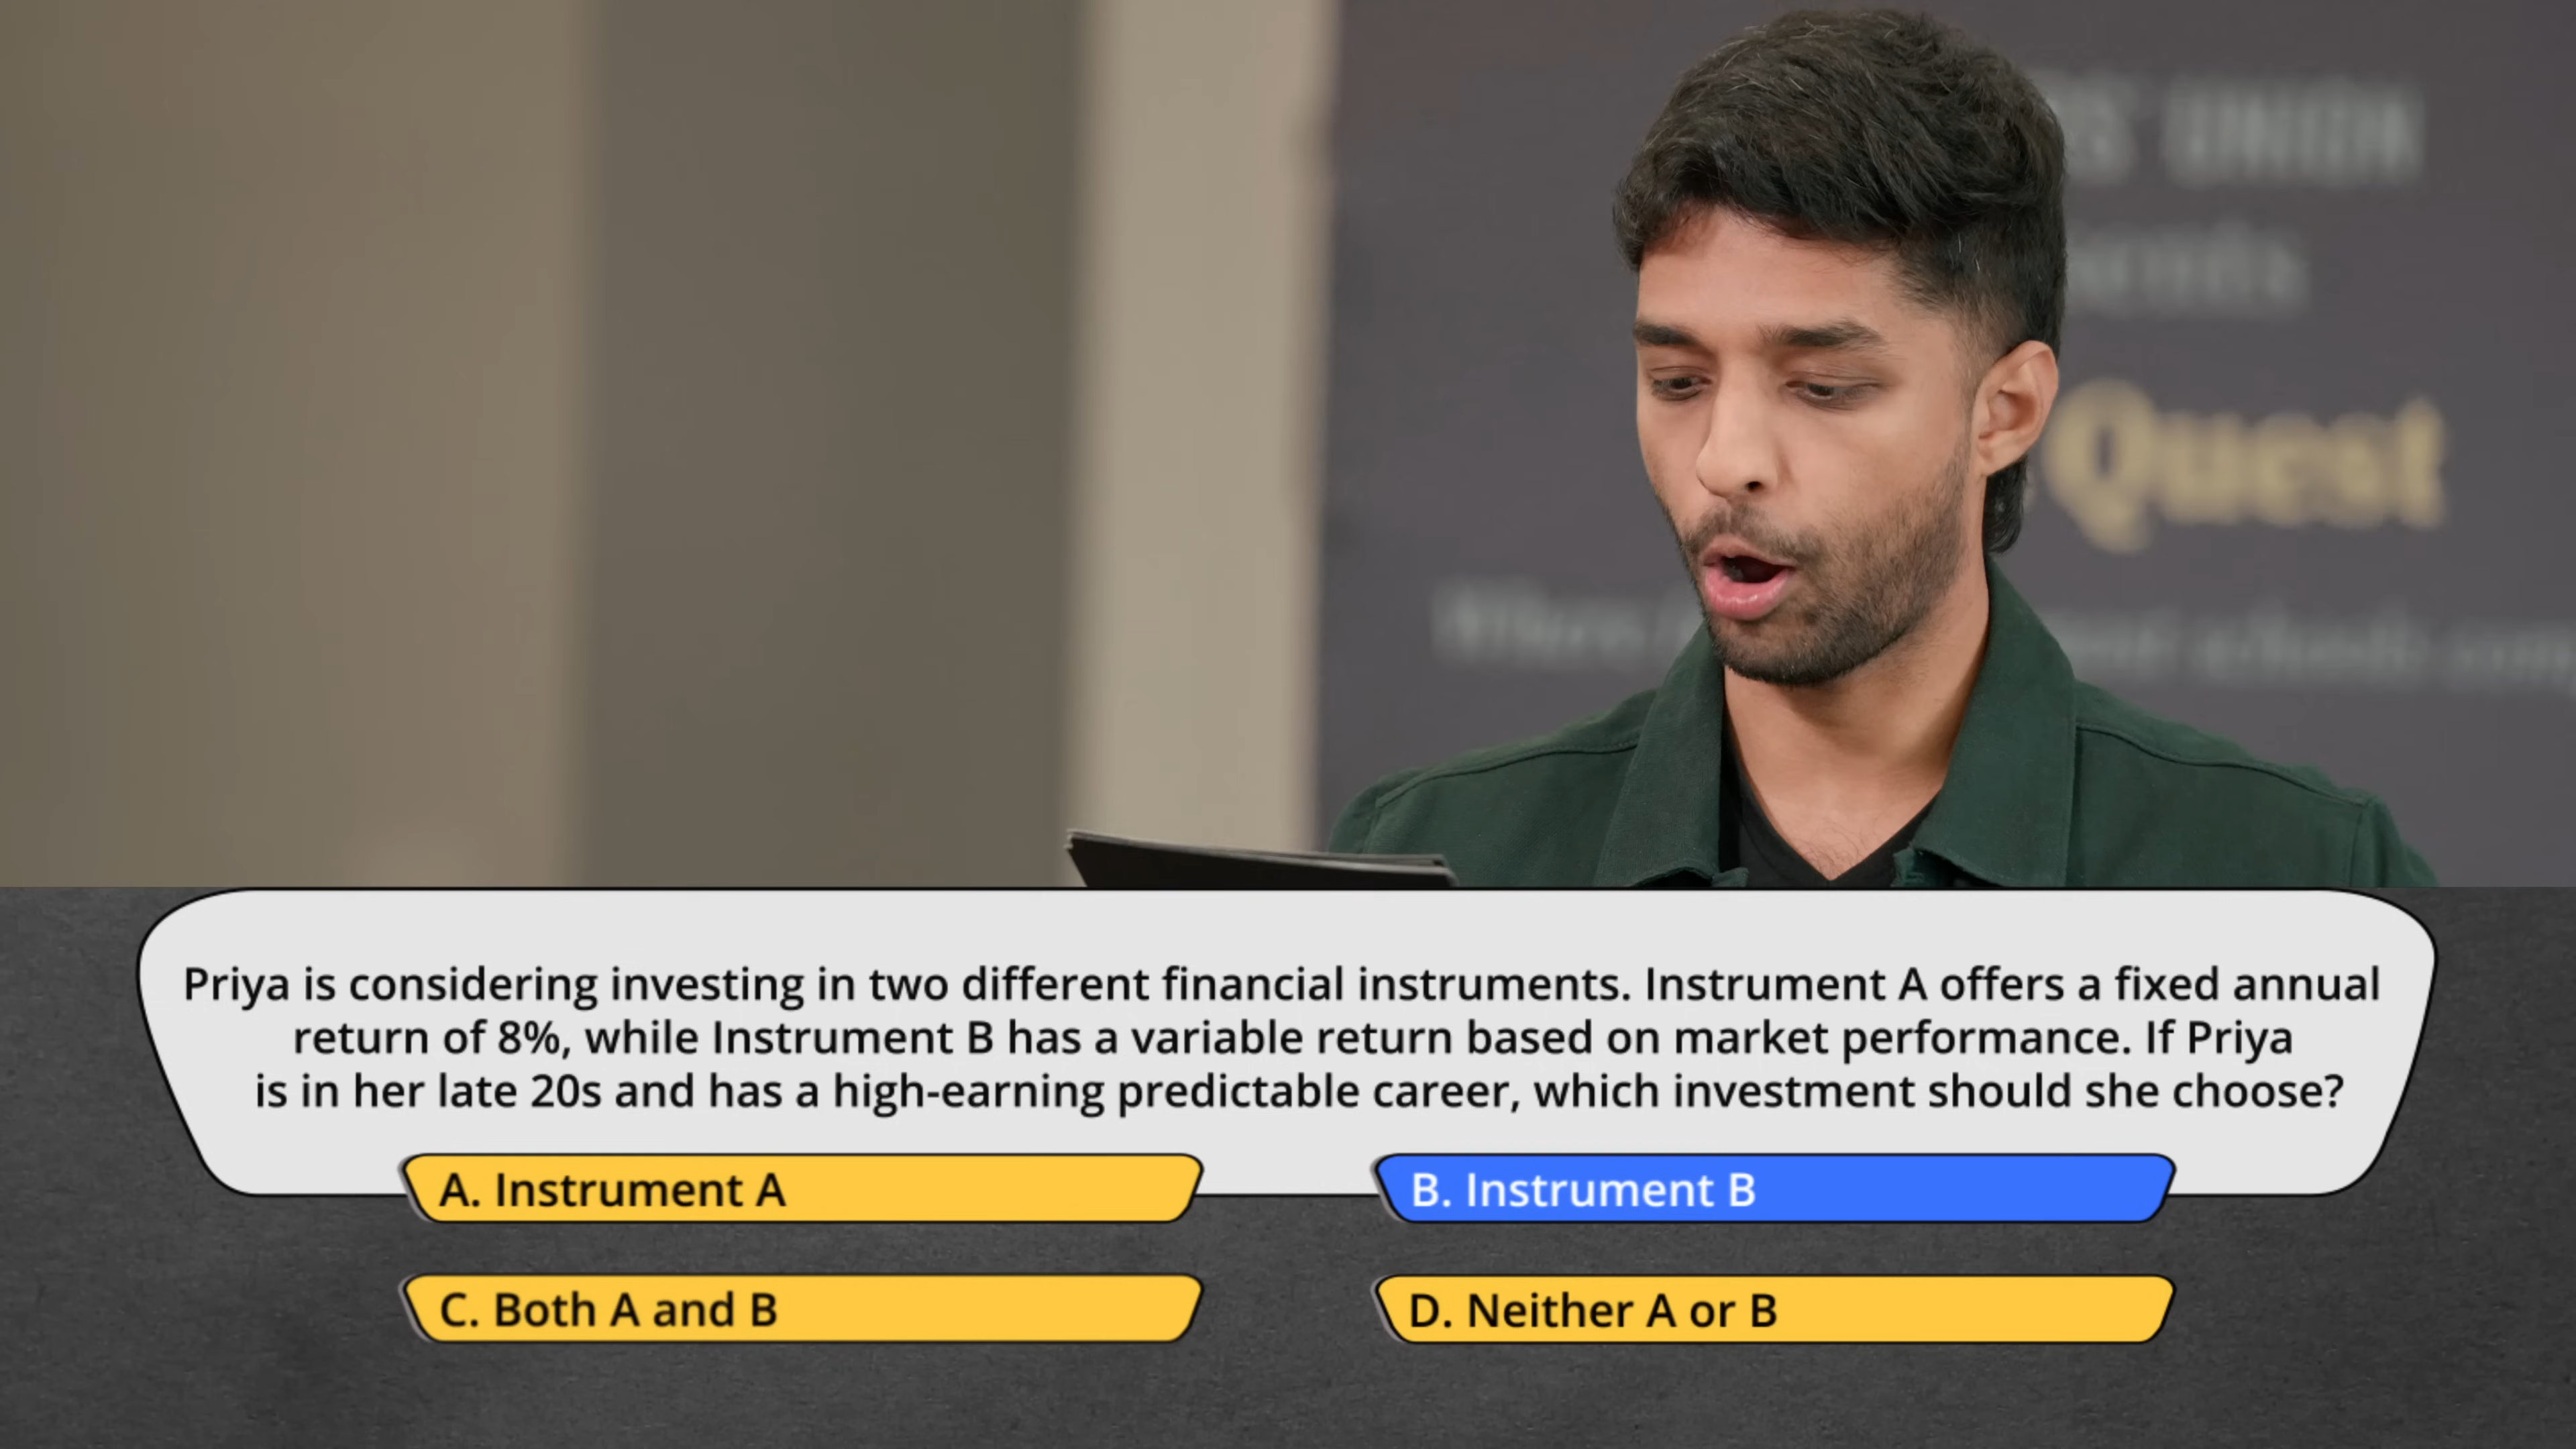 UNION
Quest
Priya is considering investing in two different financial instruments. Instrument A offers a fixed annual
return of 8%, while Instrument B has a variable return based on market performance. If Priya
is in her late 20s and has a high-earning predictable career, which investment should she choose?
A. Instrument A
B. Instrument B
C. Both A and B
D. Neither A or B